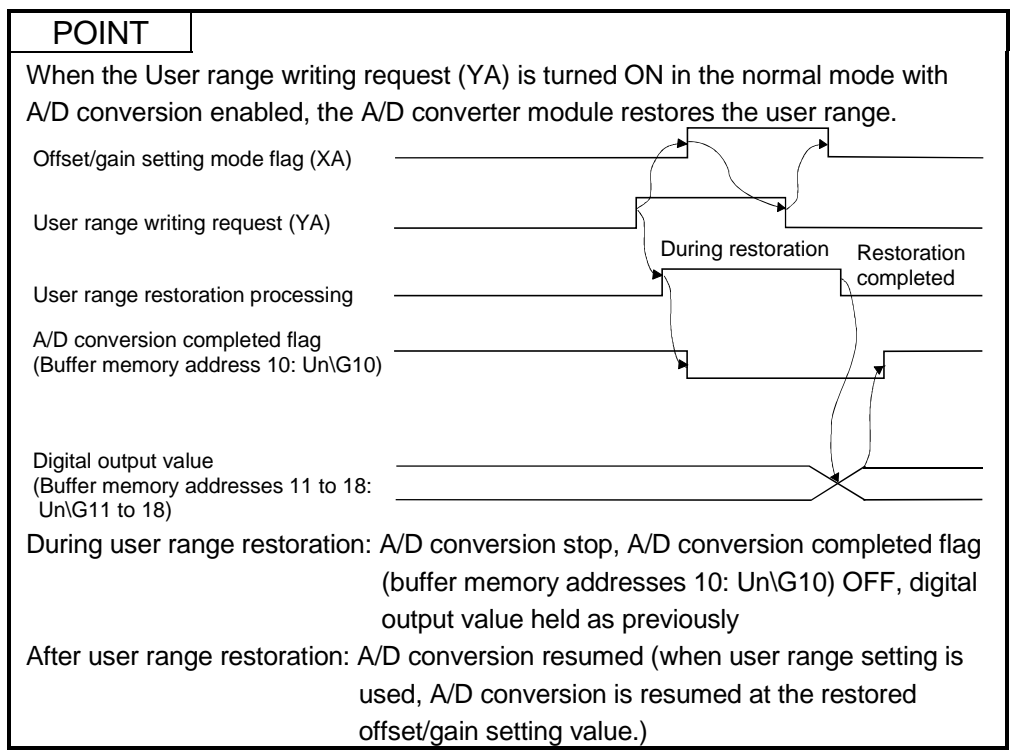 POINT
When the User range writing request (YA) is turned ON in the normal mode with
A/D conversion enabled, the A/D converter module restores the user range.
Offset/gain setting mode flag (XA)
User range writing request (YA)
During restoration
Restoration
completed
User range restoration processing
A/D conversion completed flag
(Buffer memory address 10: Un\G10)
Digital output value
(Buffer memory addresses 11 to 18:
Un\G11 to 18)
During user range restoration: A/D conversion stop, A/D conversion completed flag
(buffer memory addresses 10: Un\G10) OFF, digital
output value held as previously
After user range restoration: A/D conversion resumed (when user range setting is
used, A/D conversion is resumed at the restored
offset/gain setting value.)